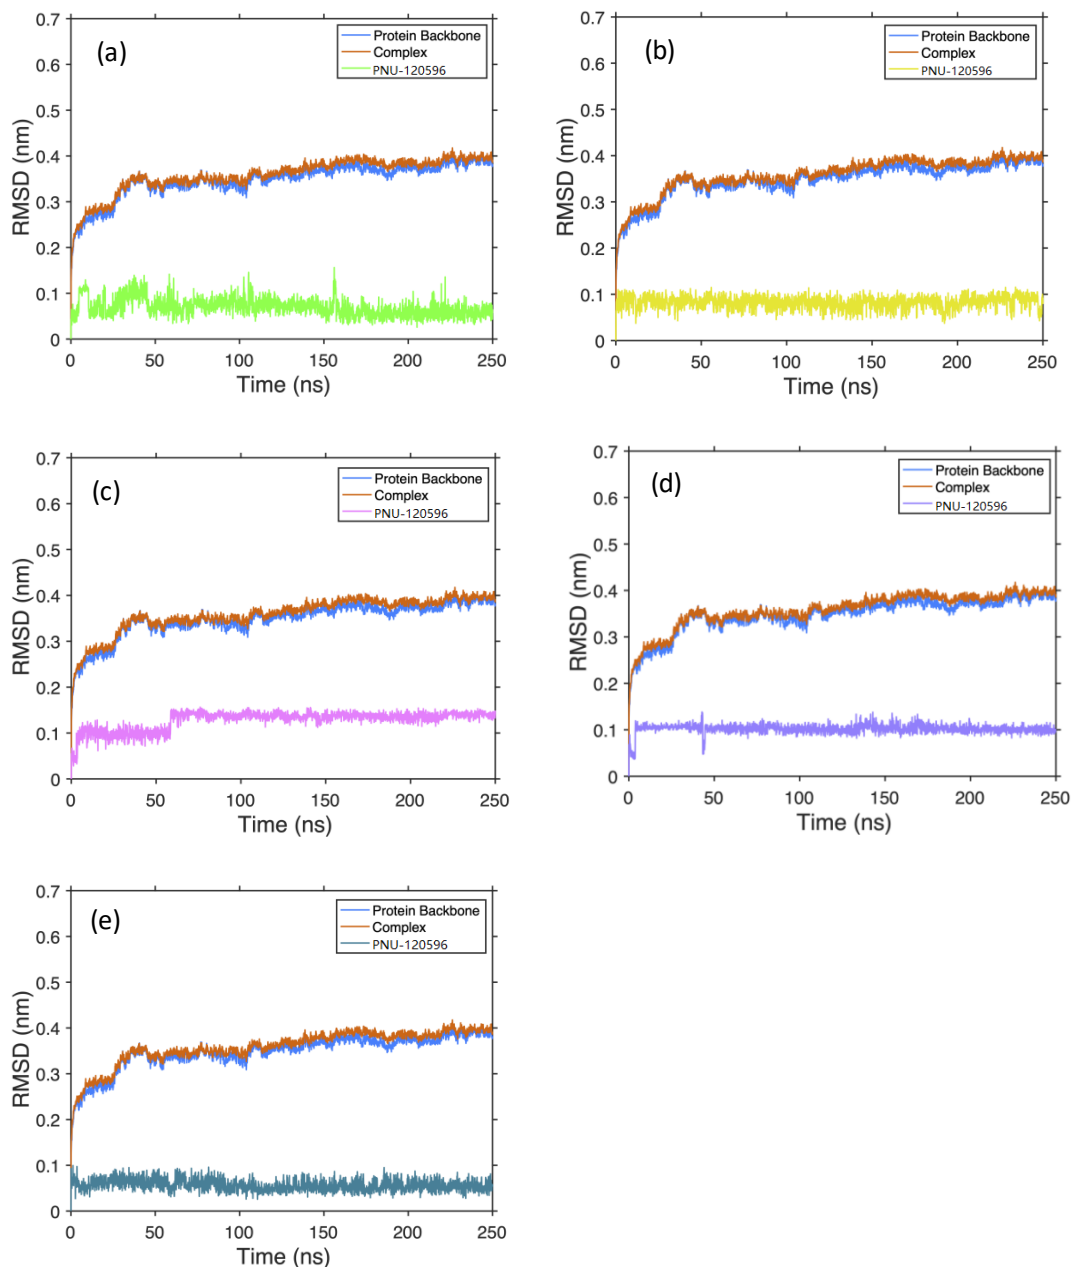 (a)
Protein Backbone
Complex
PNU-120596
RMSD (nm)
0.7
0.6
0.5
0.4
0.3
0.2
0.1
0
0 50 100 150 200 250
Time (ns)
(b)
Protein Backbone
Complex
PNU-120596
RMSD (nm)
0.7
0.6
0.5
0.4
0.3
0.2
0.1
0
0 50 100 150 200 250
Time (ns)
(c)
Protein Backbone
Complex
PNU-120596
RMSD (nm)
0.7
0.6
0.5
0.4
0.3
0.2
0.1
0
0 50 100 150 200 250
Time (ns)
(d)
Protein Backbone
Complex
PNU-120596
RMSD (nm)
0.7
0.6
0.5
0.4
0.3
0.2
0.1
0
0 50 100 150 200 250
Time (ns)
(e)
Protein Backbone
Complex
PNU-120596
RMSD (nm)
0.7
0.6
0.5
0.4
0.3
0.2
0.1
0
0 50 100 150 200 250
Time (ns)